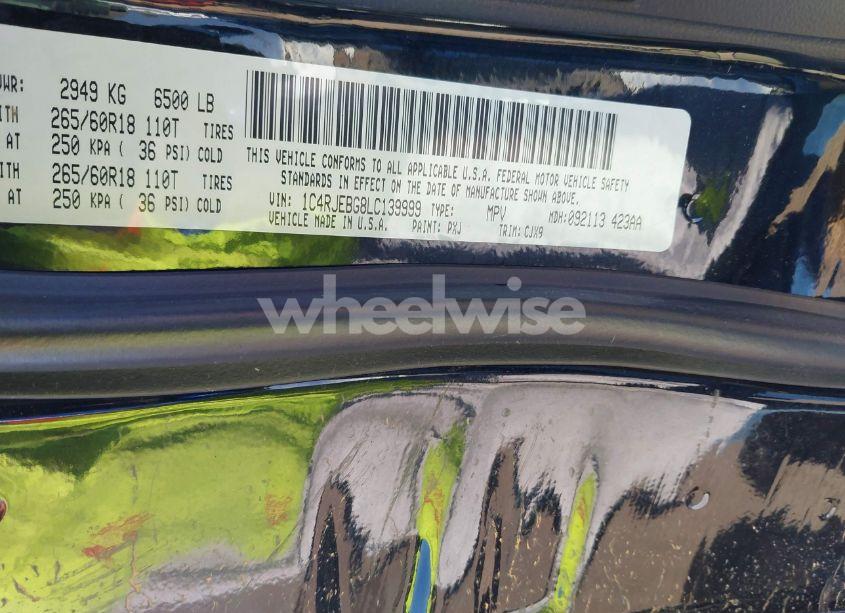 VWR: 2949 KG 6500 LB
ITH 265/60R18 110T TIRES
AT 250 KPA ( 36 PSI) COLD
ITH 265/60R18 110T TIRES
AT 250 KPA ( 36 PSI) COLD
THIS VEHICLE CONFORMS TO ALL APPLICABLE U.S.A. FEDERAL MOTOR VEHICLE SAFETY
STANDARDS IN EFFECT ON THE DATE OF MANUFACTURE SHOWN ABOVE.
VIN: 1C4RJEBG8LC139999 TYPE: MPV MDH: 092113 423AA
VEHICLE MADE IN U.S.A. PAINT: PXJ TRIM: CJX9
wheelwise